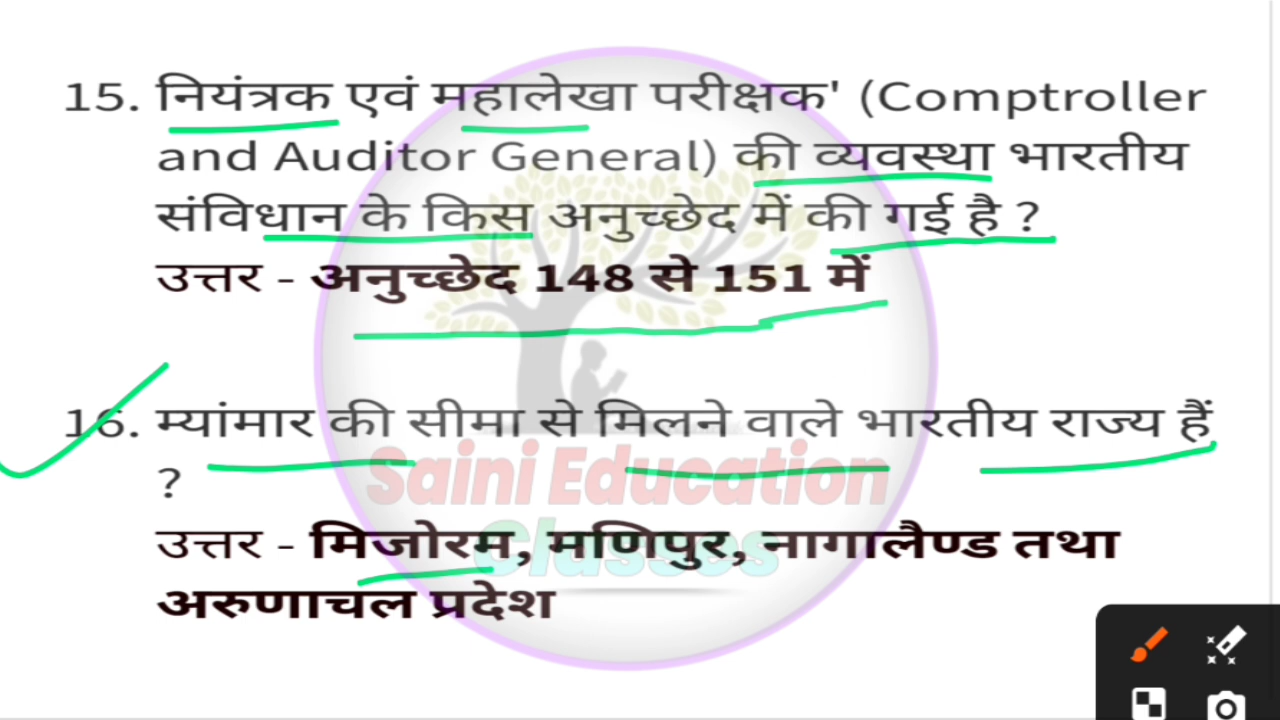 15. नियंत्रक एवं महालेखा परीक्षक' (Comptroller
and Auditor General) की व्यवस्था भारतीय
संविधान के किस अनुच्छेद में की गई है ?
उत्तर - अनुच्छेद 148 से 151 में
16. म्यांमार की सीमा से मिलने वाले भारतीय राज्य हैं
?
Saini Education
उत्तर - मिजोरम, मणिपुर, नागालैण्ड तथा
Classes
अरुणाचल प्रदेश